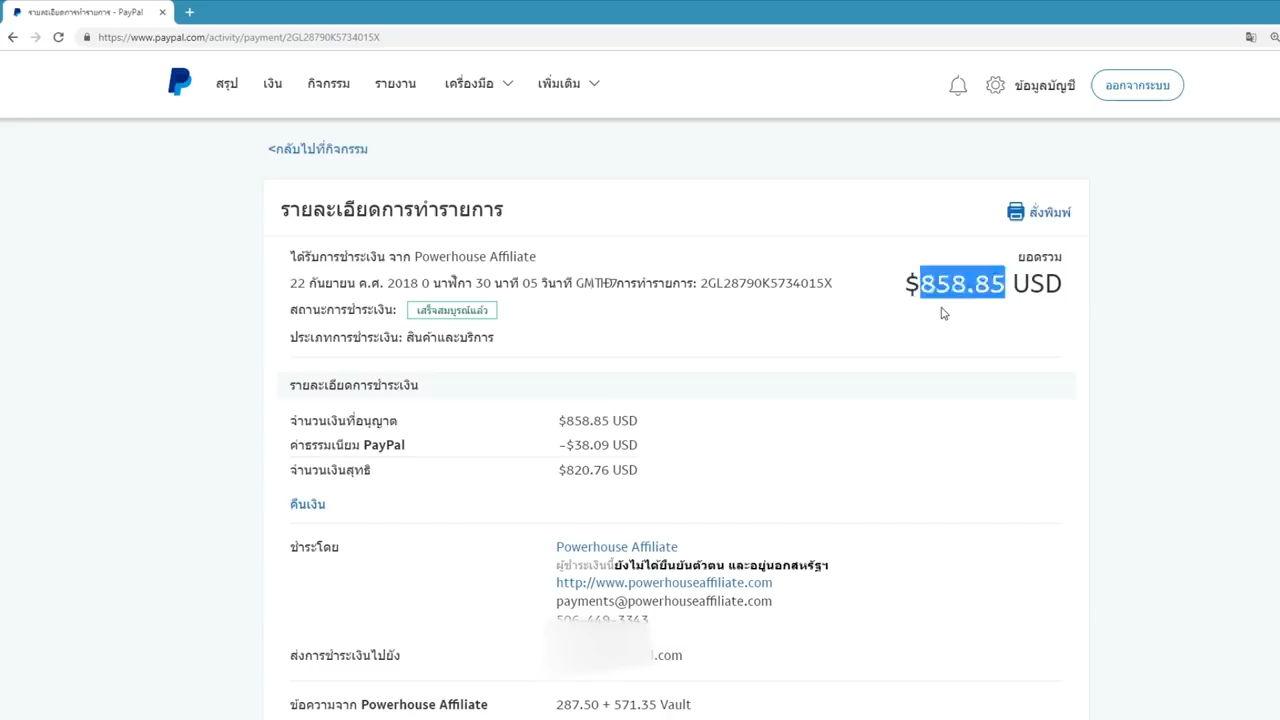 รายละเอียดการทำรายการ - PayPal
https://www.paypal.com/activity/payment/2GL28790K5734015X
สรุป เงิน กิจกรรม รายงาน เครื่องมือ เพิ่มเติม ข้อมูลบัญชี ออกจากระบบ
<กลับไปที่กิจกรรม
รายละเอียดการทำรายการ สั่งพิมพ์
ได้รับการชำระเงิน จาก Powerhouse Affiliate ยอดรวม
22 กันยายน ค.ศ. 2018 0 นาฬิกา 30 นาที 05 วินาที GMT+7 การทำรายการ: 2GL28790K5734015X $858.85 USD
สถานะการชำระเงิน: เสร็จสมบูรณ์แล้ว
ประเภทการชำระเงิน: สินค้าและบริการ
รายละเอียดการชำระเงิน
จำนวนเงินที่อนุญาต $858.85 USD
ค่าธรรมเนียม PayPal -$38.09 USD
จำนวนเงินสุทธิ $820.76 USD
คืนเงิน
ชำระโดย Powerhouse Affiliate
ผู้ชำระเงินนี้ยังไม่ได้ยืนยันตัวตน และอยู่นอกสหรัฐฯ
http://www.powerhouseaffiliate.com
payments@powerhouseaffiliate.com
506-449-3343
ส่งการชำระเงินไปยัง .com
ข้อความจาก Powerhouse Affiliate 287.50 + 571.35 Vault